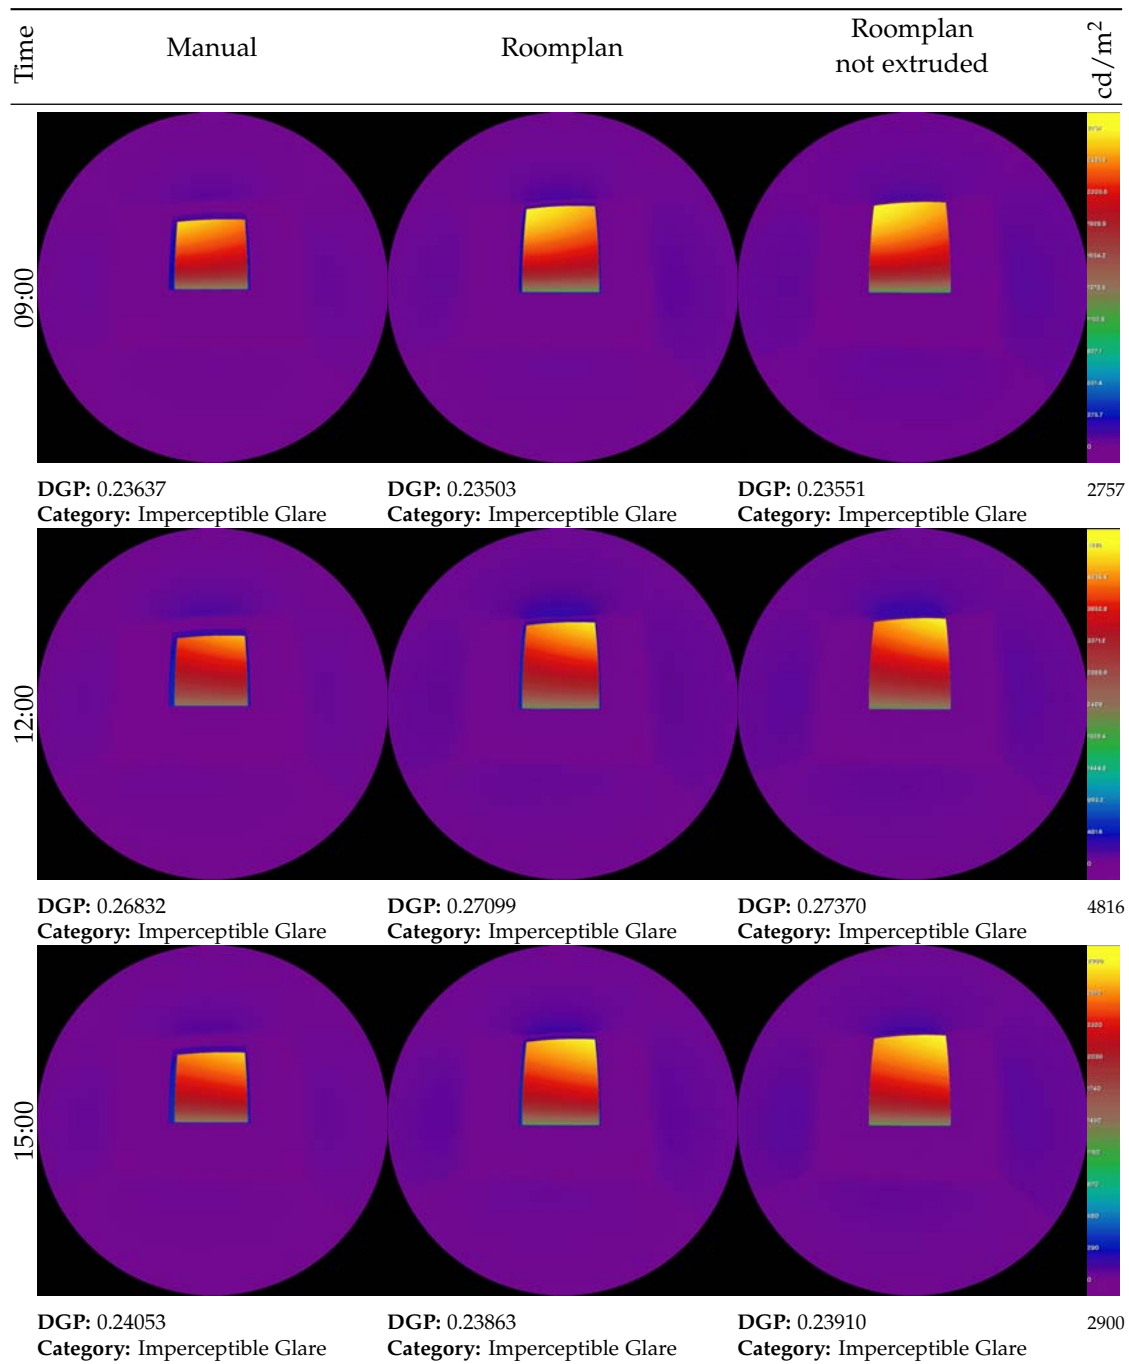 Time
Manual
Roomplan
Roomplan
not extruded
cd/m²
09:00
DGP: 0.23637
Category: Imperceptible Glare
DGP: 0.23503
Category: Imperceptible Glare
DGP: 0.23551
Category: Imperceptible Glare
2757
12:00
DGP: 0.26832
Category: Imperceptible Glare
DGP: 0.27099
Category: Imperceptible Glare
DGP: 0.27370
Category: Imperceptible Glare
4816
15:00
DGP: 0.24053
Category: Imperceptible Glare
DGP: 0.23863
Category: Imperceptible Glare
DGP: 0.23910
Category: Imperceptible Glare
2900